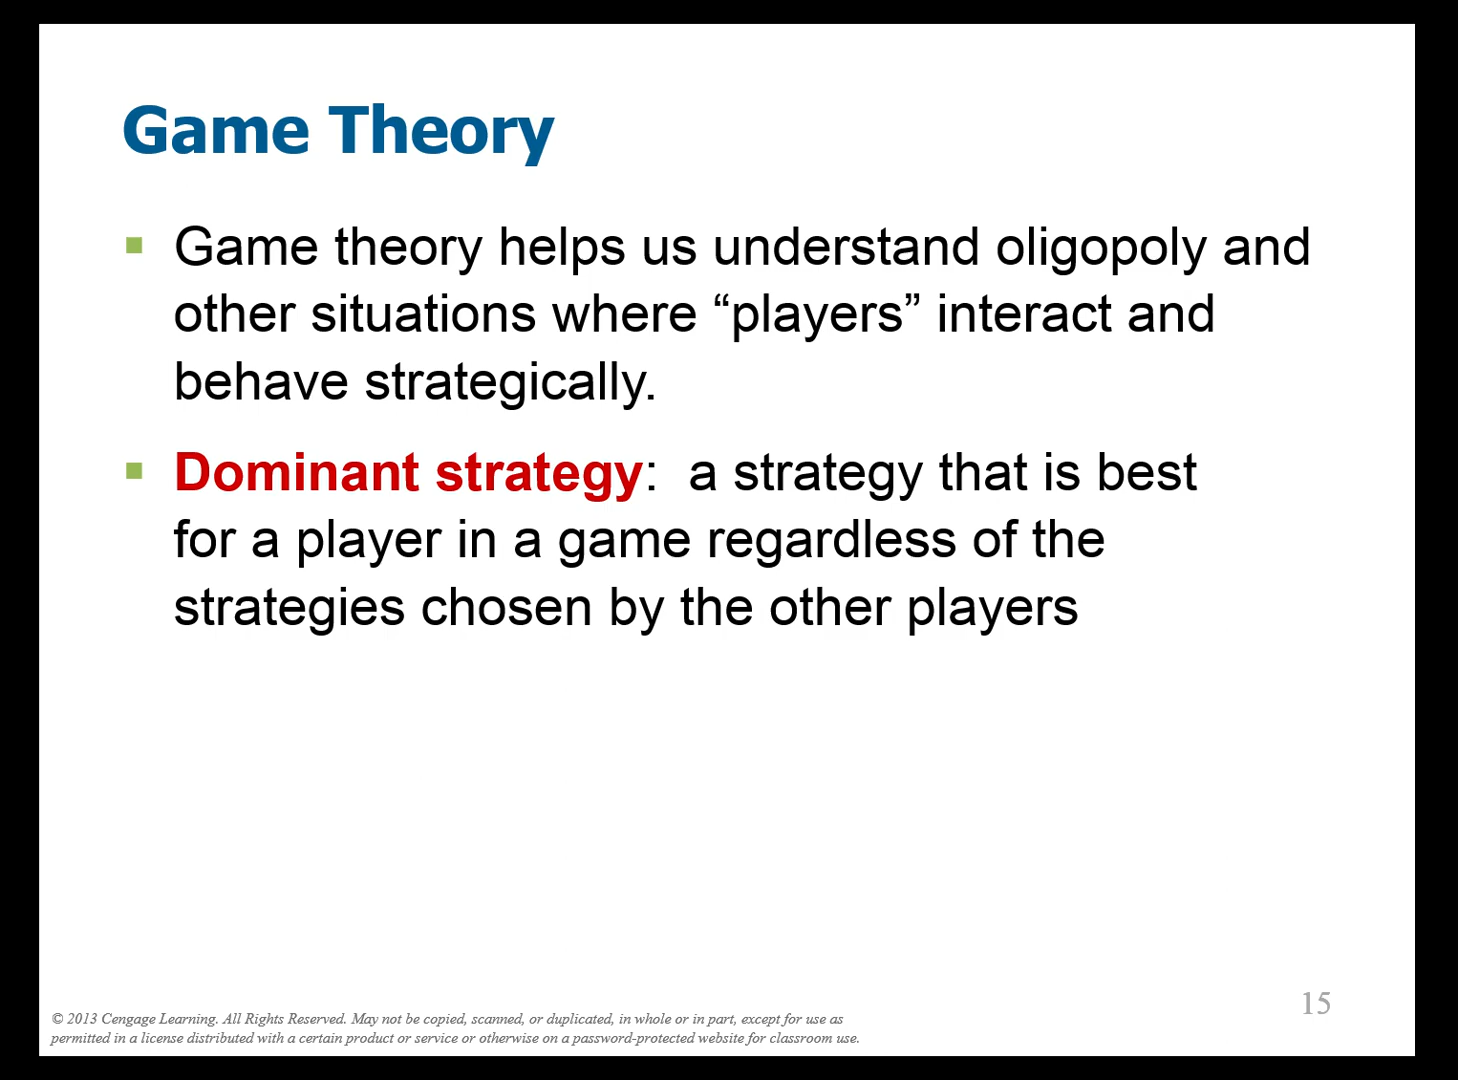 Game Theory
Game theory helps us understand oligopoly and
other situations where “players” interact and
behave strategically.
Dominant strategy:  a strategy that is best
for a player in a game regardless of the
strategies chosen by the other players
15
© 2013 Cengage Learning. All Rights Reserved. May not be copied, scanned, or duplicated, in whole or in part, except for use as
permitted in a license distributed with a certain product or service or otherwise on a password-protected website for classroom use.